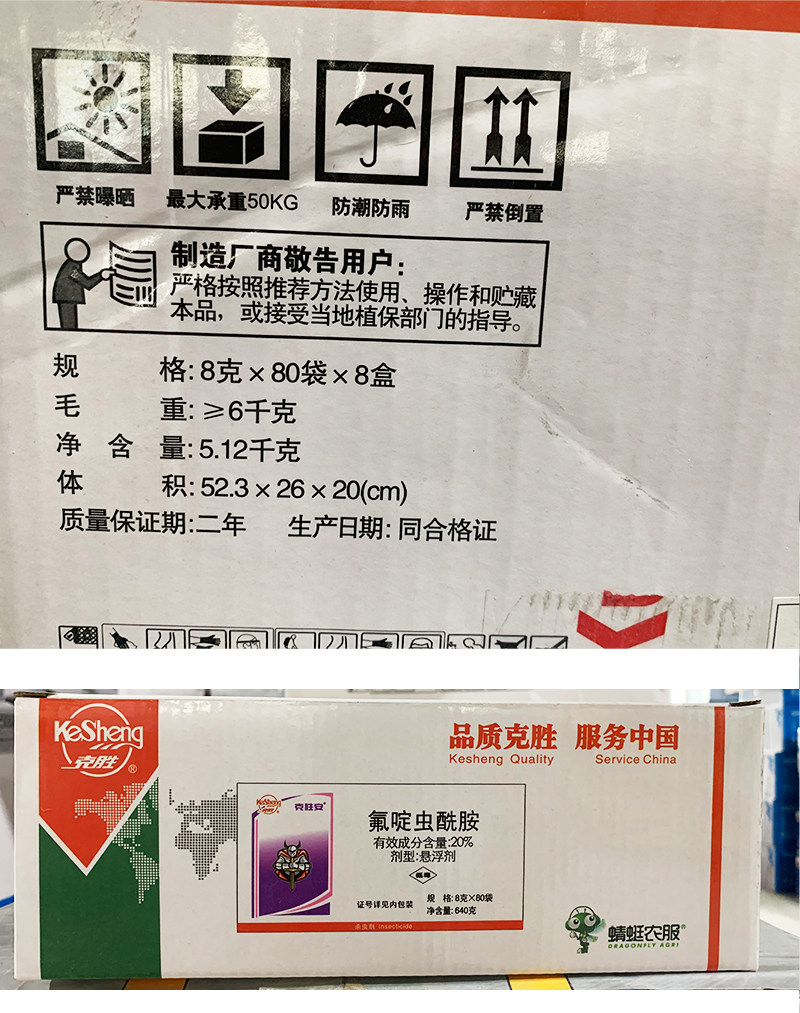 严禁曝晒
最大承重50KG
防潮防雨
严禁倒置
制造厂商敬告用户:
严格按照推荐方法使用、操作和贮藏
本品,或接受当地植保部门的指导。
规 格: 8克×80袋×8盒
毛 重: ≥6千克
净 含 量: 5.12千克
体 积: 52.3×26×20(cm)
质量保证期:二年 生产日期: 同合格证
KeSheng
克胜®
品质克胜 服务中国
Kesheng Quality Service China
KeSheng
克胜安®
氟啶虫酰胺
有效成分含量:20%
剂型:悬浮剂
低毒
证号详见内包装
规 格: 8克×80袋
净含量: 640克
杀虫剂 Insecticide
蜻蜓农服®
DRAGONFLY AGRI